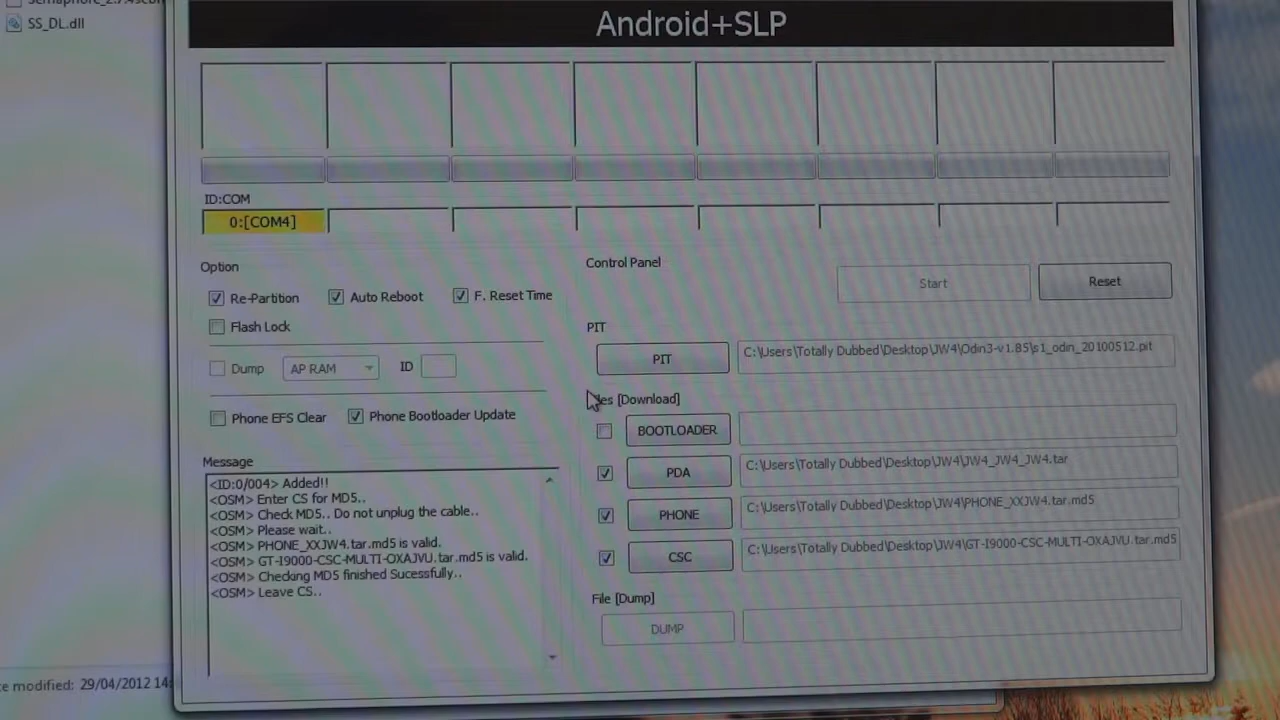 SS_DL.dll
Android+SLP
ID:COM
0:[COM4]
Option
Re-Partition
Auto Reboot
F. Reset Time
Flash Lock
Dump
AP RAM
ID
Phone EFS Clear
Phone Bootloader Update
Message
<ID:0/004> Added!!
<OSM> Enter CS for MD5..
<OSM> Check MD5.. Do not unplug the cable..
<OSM> Please wait..
<OSM> PHONE_XXJW4.tar.md5 is valid.
<OSM> GT-I9000-CSC-MULTI-OXAJVU.tar.md5 is valid.
<OSM> Checking MD5 finished Sucessfully..
<OSM> Leave CS..
Control Panel
Start
Reset
PIT
PIT
C:\Users\Totally Dubbed\Desktop\JW4\Odin3-v1.85\s1_odin_20100512.pit
[Download]
BOOTLOADER
PDA
C:\Users\Totally Dubbed\Desktop\JW4\JW4_JW4_JW4.tar
PHONE
C:\Users\Totally Dubbed\Desktop\JW4\PHONE_XXJW4.tar.md5
CSC
C:\Users\Totally Dubbed\Desktop\JW4\GT-I9000-CSC-MULTI-OXAJVU.tar.md5
File [Dump]
DUMP
te modified: 29/04/2012 14: